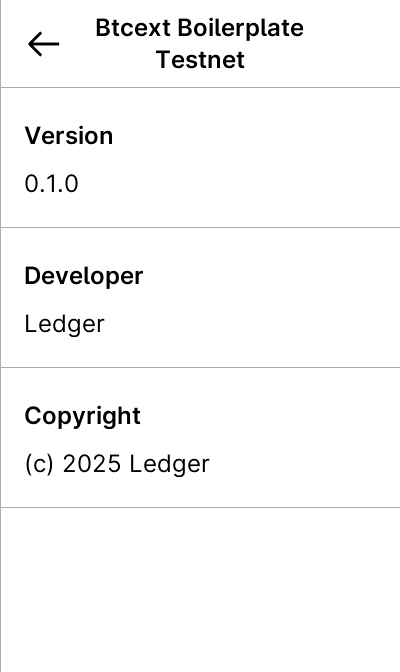 Btcext Boilerplate
Testnet
Version
0.1.0
Developer
Ledger
Copyright
(c) 2025 Ledger